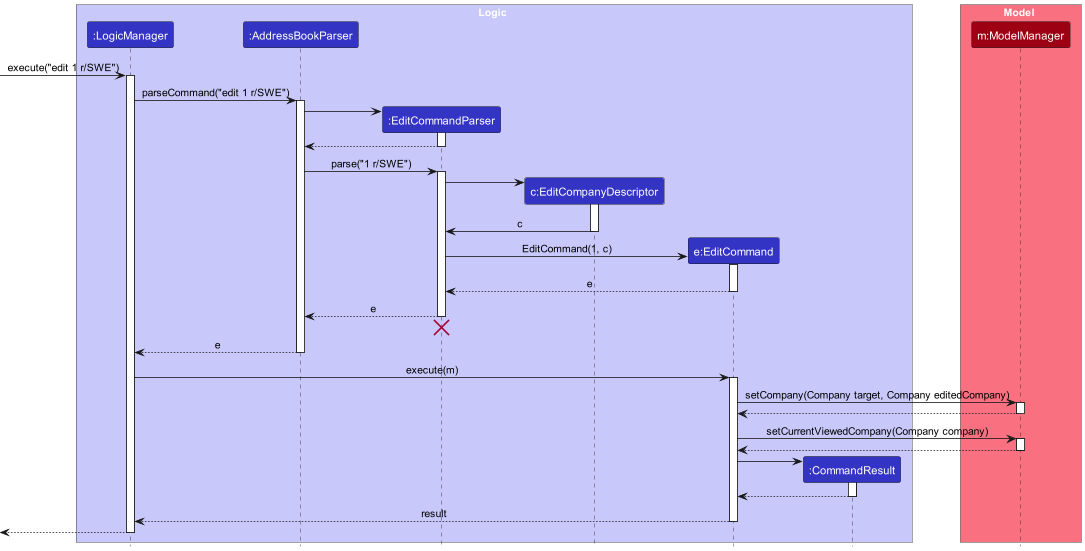 Logic
Model
:LogicManager
:AddressBookParser
m:ModelManager
execute("edit 1 r/SWE")
parseCommand("edit 1 r/SWE")
:EditCommandParser
parse("1 r/SWE")
c:EditCompanyDescriptor
c
EditCommand(1, c)
e:EditCommand
e
e
e
execute(m)
setCompany(Company target, Company editedCompany)
setCurrentViewedCompany(Company company)
:CommandResult
result